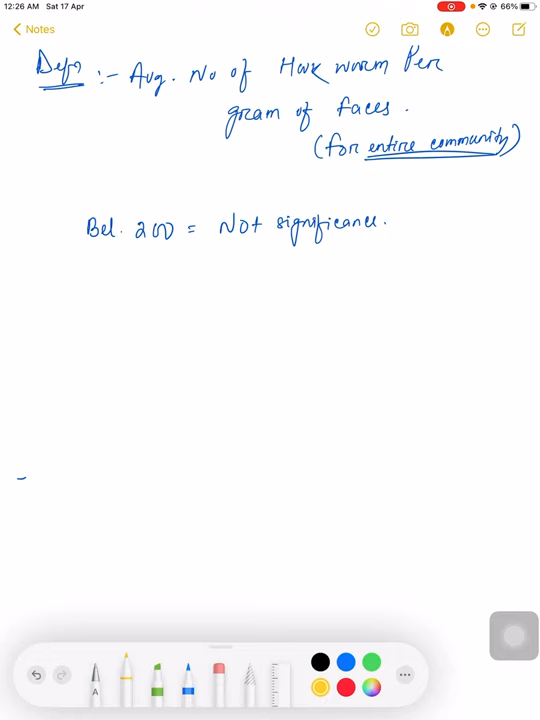 12:26 AM Sat 17 Apr 66%
Notes
Defn :- Avg. No of Hook worm Per
gram of faces.
(for entire community)
Bel. 200 = Not significance.
A